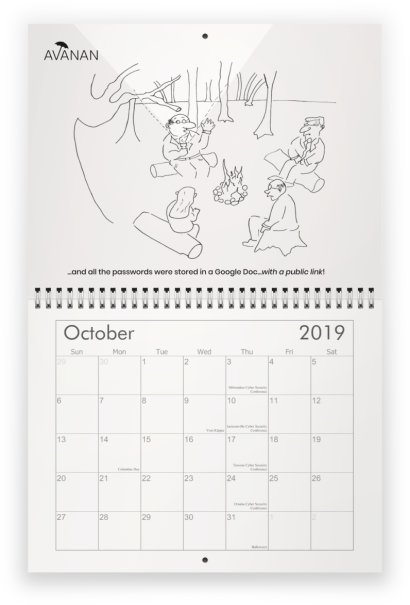 AVANAN
...and all the passwords were stored in a Google Doc...with a public link!
October 2019
Sun Mon Tue Wed Thu Fri Sat
29 30 1 2 3 4 5
Milwaukee Cyber Security
Conference
6 7 8 9 10 11 12
Yom Kippur
Jacksonville Cyber Security
Conference
13 14 15 16 17 18 19
Columbus Day
Toronto Cyber Security
Conference
20 21 22 23 24 25 26
Omaha Cyber Security
Conference
27 28 29 30 31 1 2
Halloween